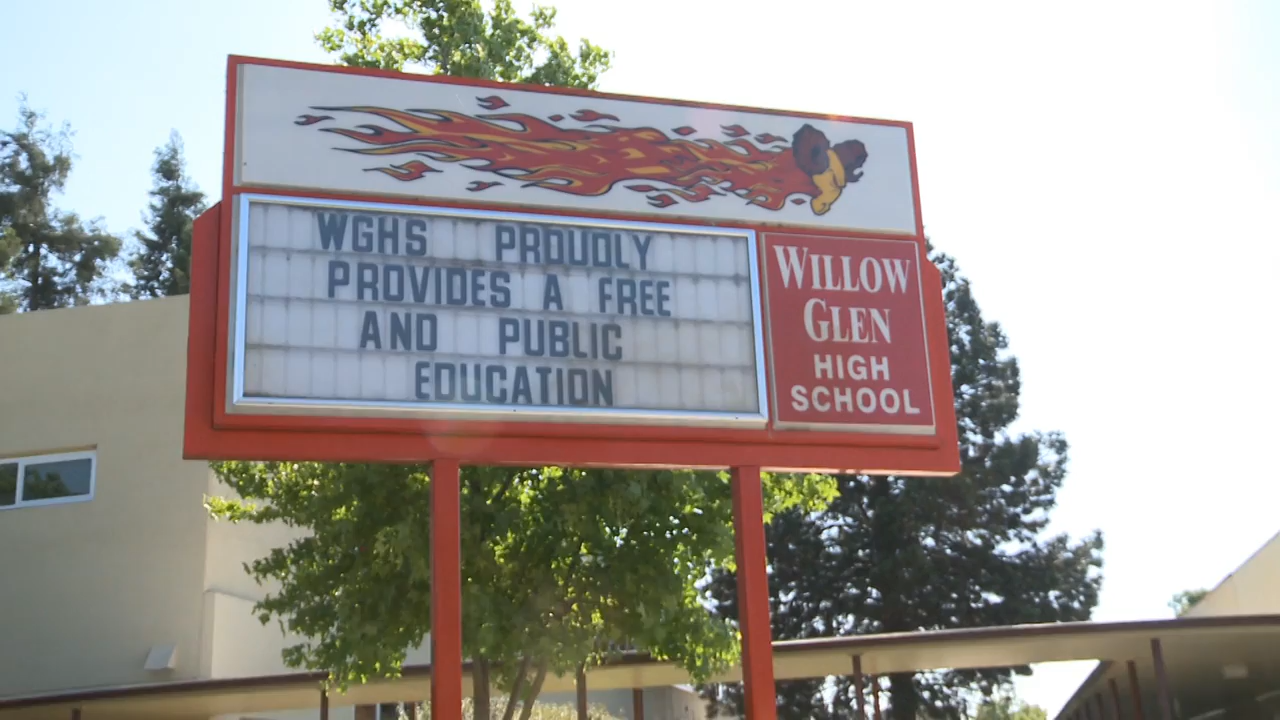 WGHS PROUDLY
PROVIDES A FREE
AND PUBLIC
EDUCATION
WILLOW
GLEN
HIGH
SCHOOL